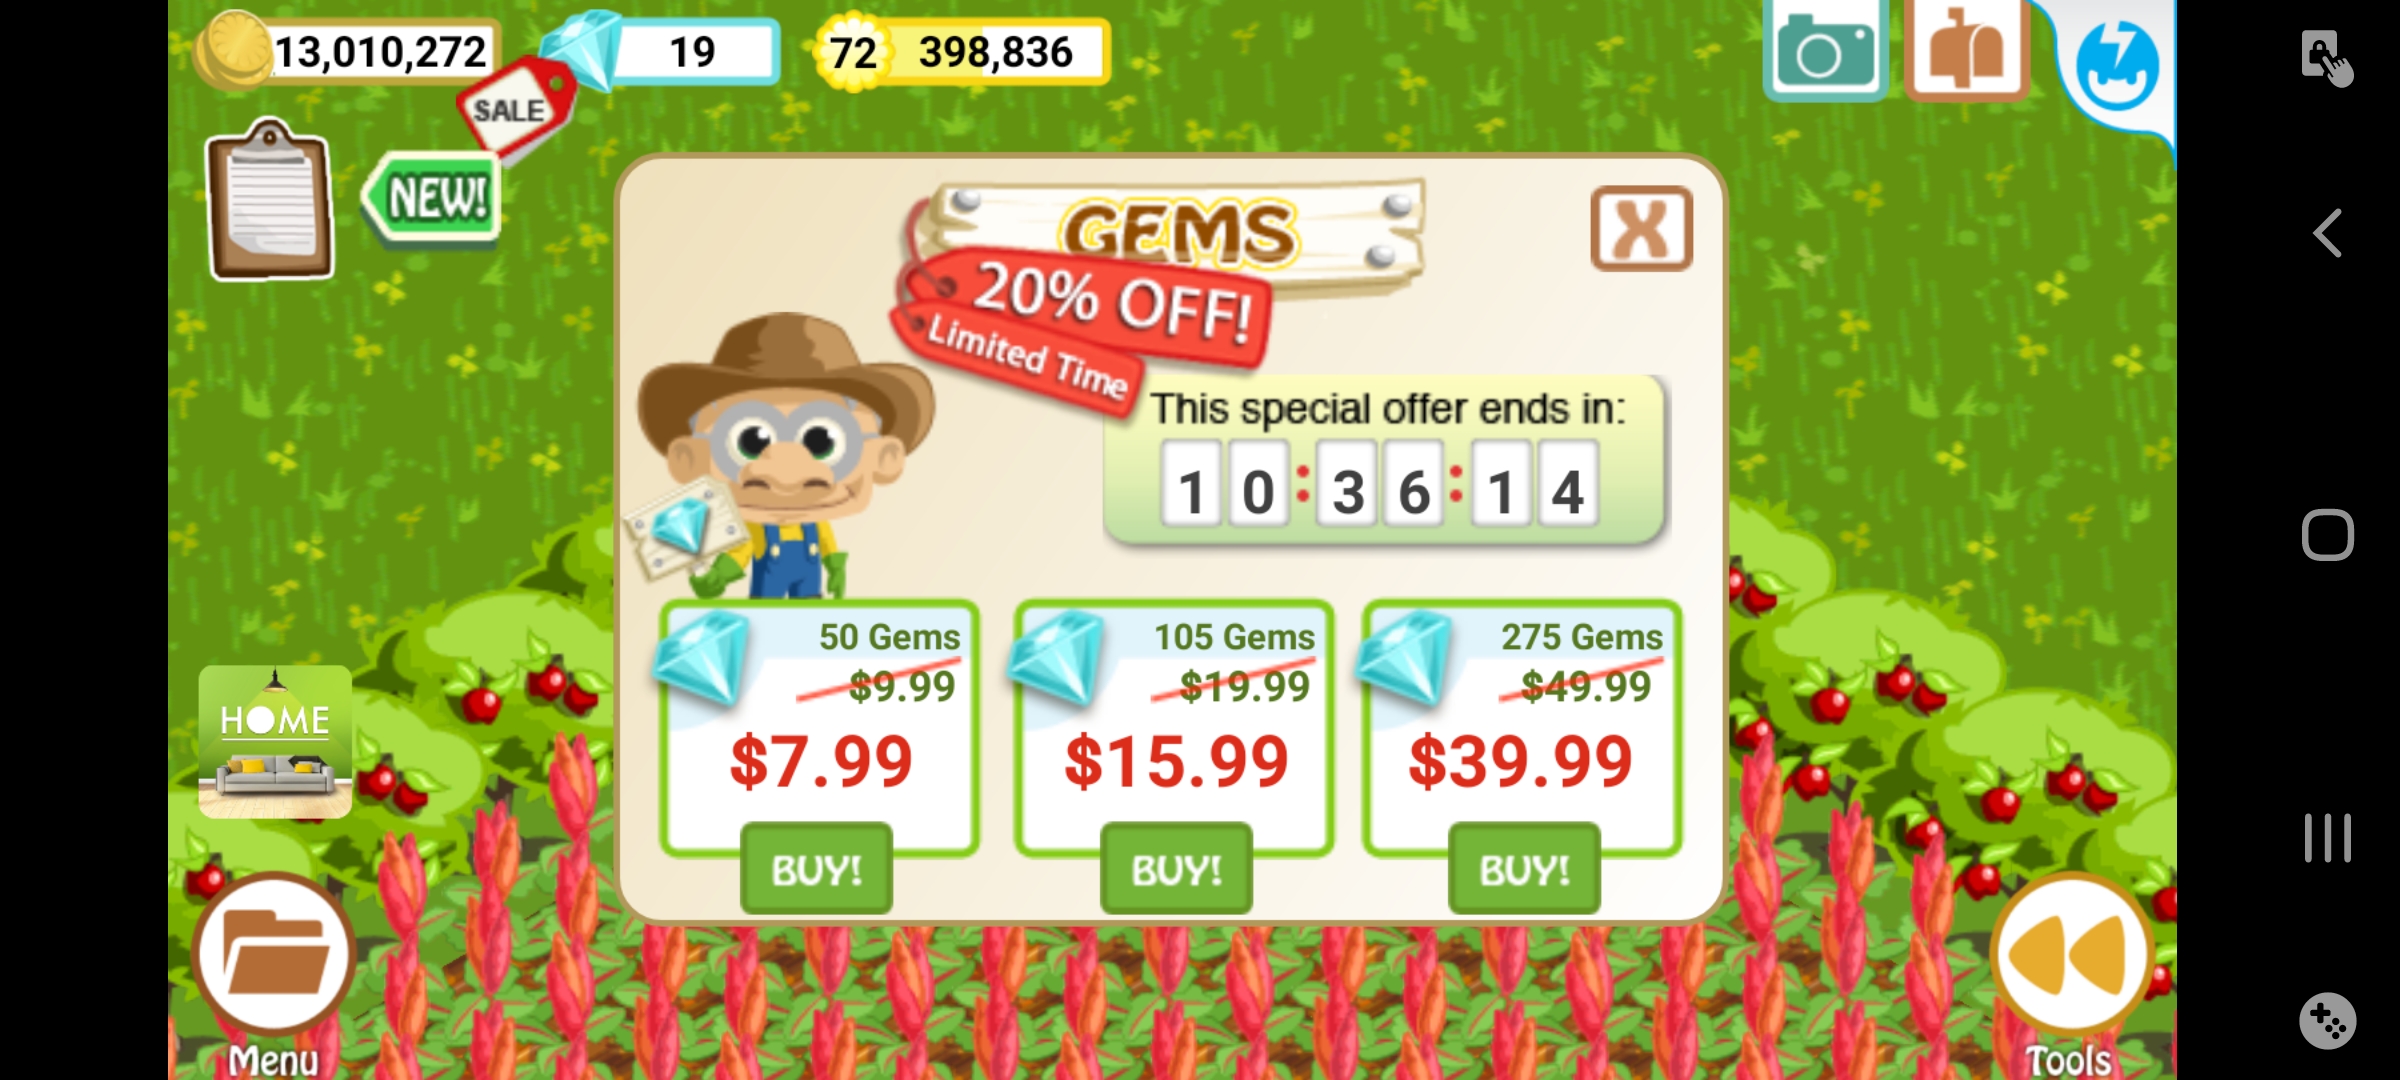 13,010,272
19
72 398,836
SALE
NEW!
GEMS
X
20% OFF!
Limited Time
This special offer ends in:
10:36:14
50 Gems
$9.99
$7.99
BUY!
105 Gems
$19.99
$15.99
BUY!
275 Gems
$49.99
$39.99
BUY!
HOME
Menu
Tools